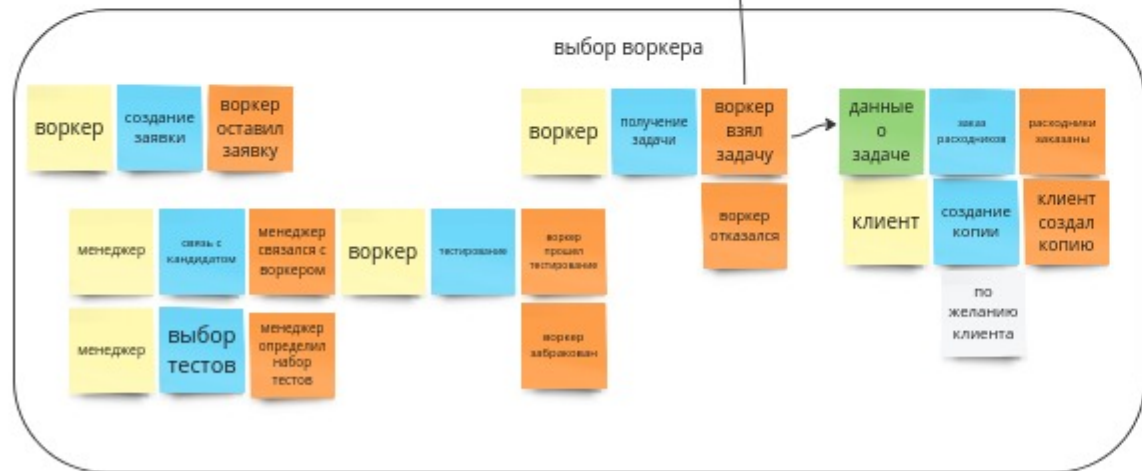 выбор воркера
воркер
создание
заявки
воркер
оставил
заявку
воркер
получение
задачи
воркер
взял
задачу
данные
о
задаче
заказ
расходников
расходники
заказаны
воркер
отказался
клиент
создание
копии
клиент
создал
копию
по
желанию
клиента
менеджер
связь с
кандидатом
менеджер
связался с
воркером
воркер
тестирование
воркер
прошел
тестирование
менеджер
выбор
тестов
менеджер
определил
набор
тестов
воркер
забракован